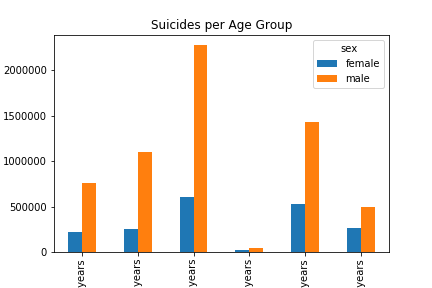 Suicides per Age Group
sex
female
male
2000000
1500000
1000000
500000
0
years
years
years
years
years
years